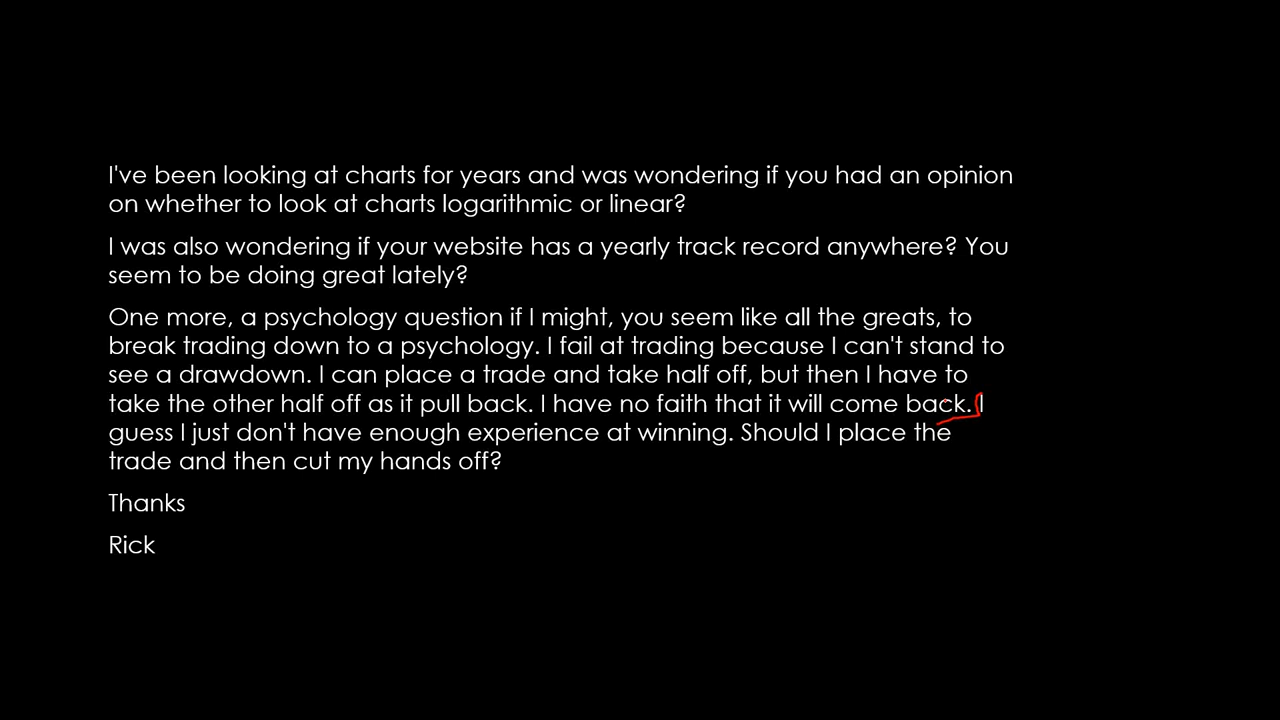 I've been looking at charts for years and was wondering if you had an opinion
on whether to look at charts logarithmic or linear?
I was also wondering if your website has a yearly track record anywhere? You
seem to be doing great lately?
One more, a psychology question if I might, you seem like all the greats, to
break trading down to a psychology. I fail at trading because I can't stand to
see a drawdown. I can place a trade and take half off, but then I have to
take the other half off as it pull back. I have no faith that it will come back. I
guess I just don't have enough experience at winning. Should I place the
trade and then cut my hands off?
Thanks
Rick